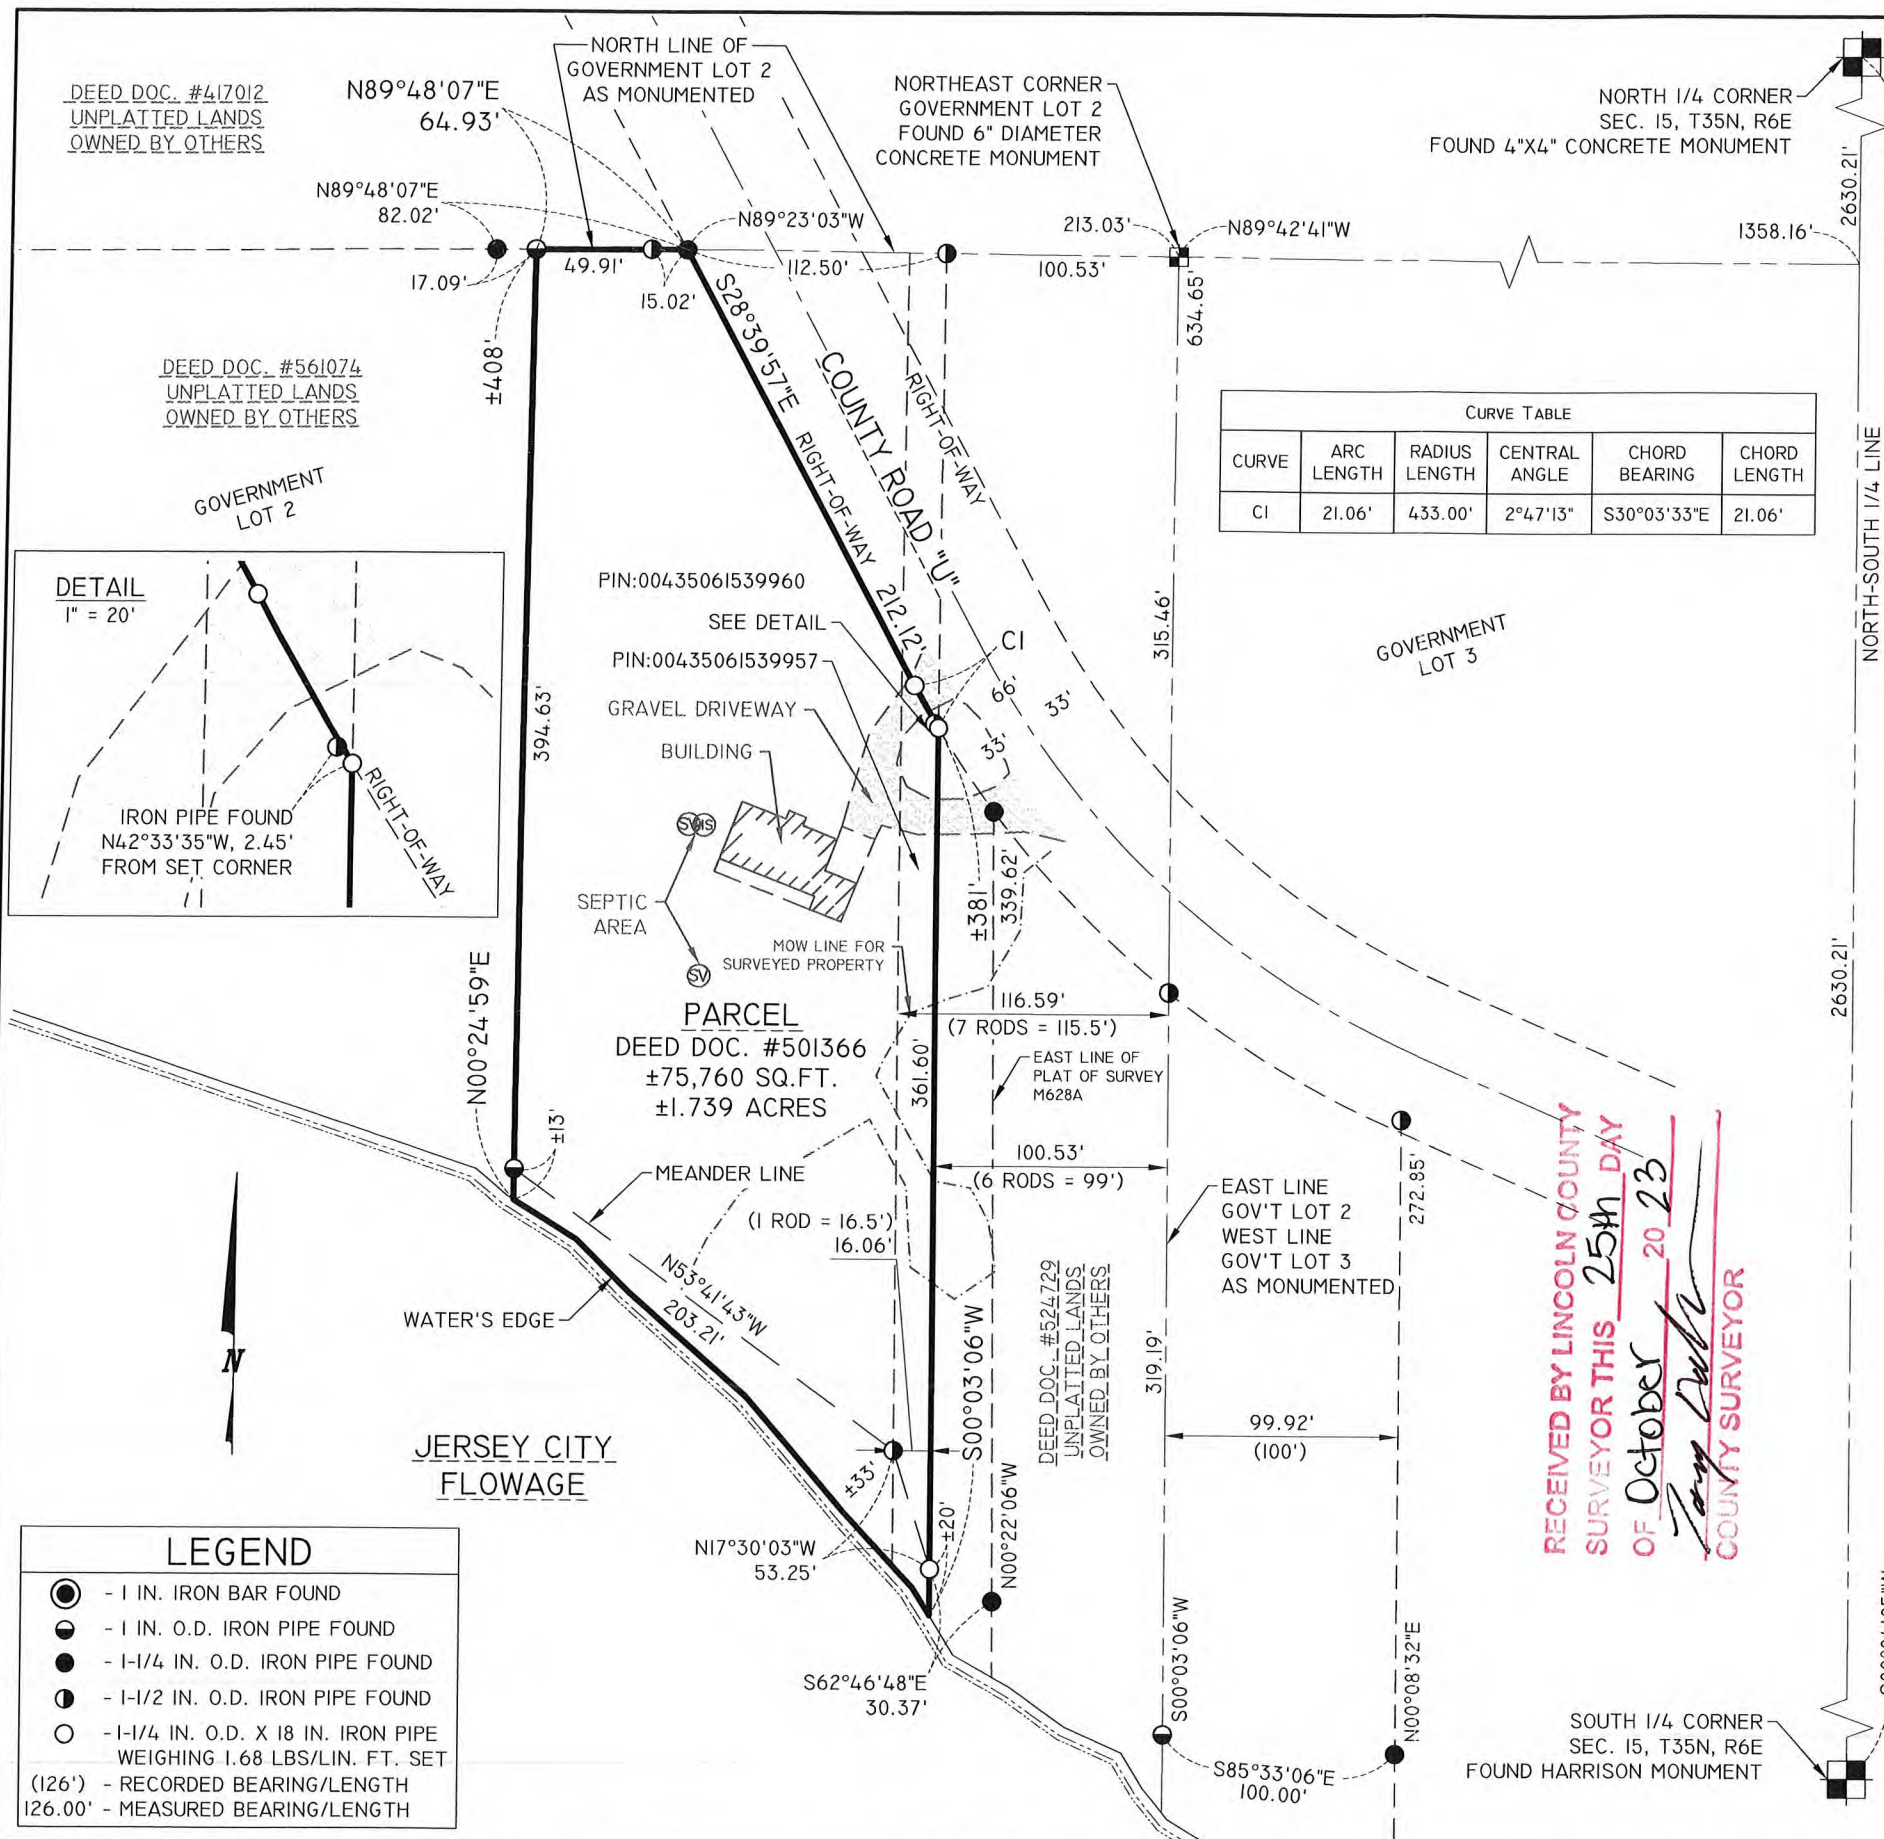 DEED DOC. #417012
UNPLATTED LANDS
OWNED BY OTHERS
N89°48'07"E
64.93'
NORTH LINE OF
GOVERNMENT LOT 2
AS MONUMENTED
NORTHEAST CORNER
GOVERNMENT LOT 2
FOUND 6" DIAMETER
CONCRETE MONUMENT
NORTH 1/4 CORNER
SEC. 15, T35N, R6E
FOUND 4"X4" CONCRETE MONUMENT
2630.21'
N89°48'07"E
82.02'
N89°23'03"W
213.03'
N89°42'41"W
1358.16'
17.09'
49.91'
15.02'
112.50'
100.53'
634.65'
±408'
S28°39'57"E
RIGHT-OF-WAY
212.12'
COUNTY ROAD "U"
RIGHT-OF-WAY
DEED DOC. #561074
UNPLATTED LANDS
OWNED BY OTHERS
GOVERNMENT
LOT 2
CURVE TABLE
CURVE
ARC
LENGTH
RADIUS
LENGTH
CENTRAL
ANGLE
CHORD
BEARING
CHORD
LENGTH
C1
21.06'
433.00'
2°47'13"
S30°03'33"E
21.06'
NORTH-SOUTH 1/4 LINE
DETAIL
1" = 20'
IRON PIPE FOUND
N42°33'35"W, 2.45'
FROM SET CORNER
RIGHT-OF-WAY
PIN:00435061539960
SEE DETAIL
C1
PIN:00435061539957
GRAVEL DRIVEWAY
BUILDING
66'
33'
33'
315.46'
GOVERNMENT
LOT 3
394.63'
SEPTIC
AREA
SV
MOW LINE FOR
SURVEYED PROPERTY
±381'
339.62'
N00°24'59"E
PARCEL
DEED DOC. #501366
±75,760 SQ.FT.
±1.739 ACRES
116.59'
(7 RODS = 115.5')
361.60'
EAST LINE OF
PLAT OF SURVEY
M628A
2630.21'
±13'
MEANDER LINE
100.53'
(6 RODS = 99')
(1 ROD = 16.5')
16.06'
EAST LINE
GOV'T LOT 2
WEST LINE
GOV'T LOT 3
AS MONUMENTED
272.85'
N53°41'43"W
203.21'
WATER'S EDGE
N
S00°03'06"W
DEED DOC. #524729
UNPLATTED LANDS
OWNED BY OTHERS
319.19'
99.92'
(100')
JERSEY CITY
FLOWAGE
±33'
N17°30'03"W
53.25'
±20'
N00°22'06"W
S62°46'48"E
30.37'
S00°03'06"W
N00°08'32"E
S85°33'06"E
100.00'
RECEIVED BY LINCOLN COUNTY
SURVEYOR THIS 25th DAY
OF October 20 23
COUNTY SURVEYOR
SOUTH 1/4 CORNER
SEC. 15, T35N, R6E
FOUND HARRISON MONUMENT
LEGEND
- 1 IN. IRON BAR FOUND
- 1 IN. O.D. IRON PIPE FOUND
- 1-1/4 IN. O.D. IRON PIPE FOUND
- 1-1/2 IN. O.D. IRON PIPE FOUND
- 1-1/4 IN. O.D. X 18 IN. IRON PIPE
WEIGHING 1.68 LBS/LIN. FT. SET
(126') - RECORDED BEARING/LENGTH
126.00' - MEASURED BEARING/LENGTH